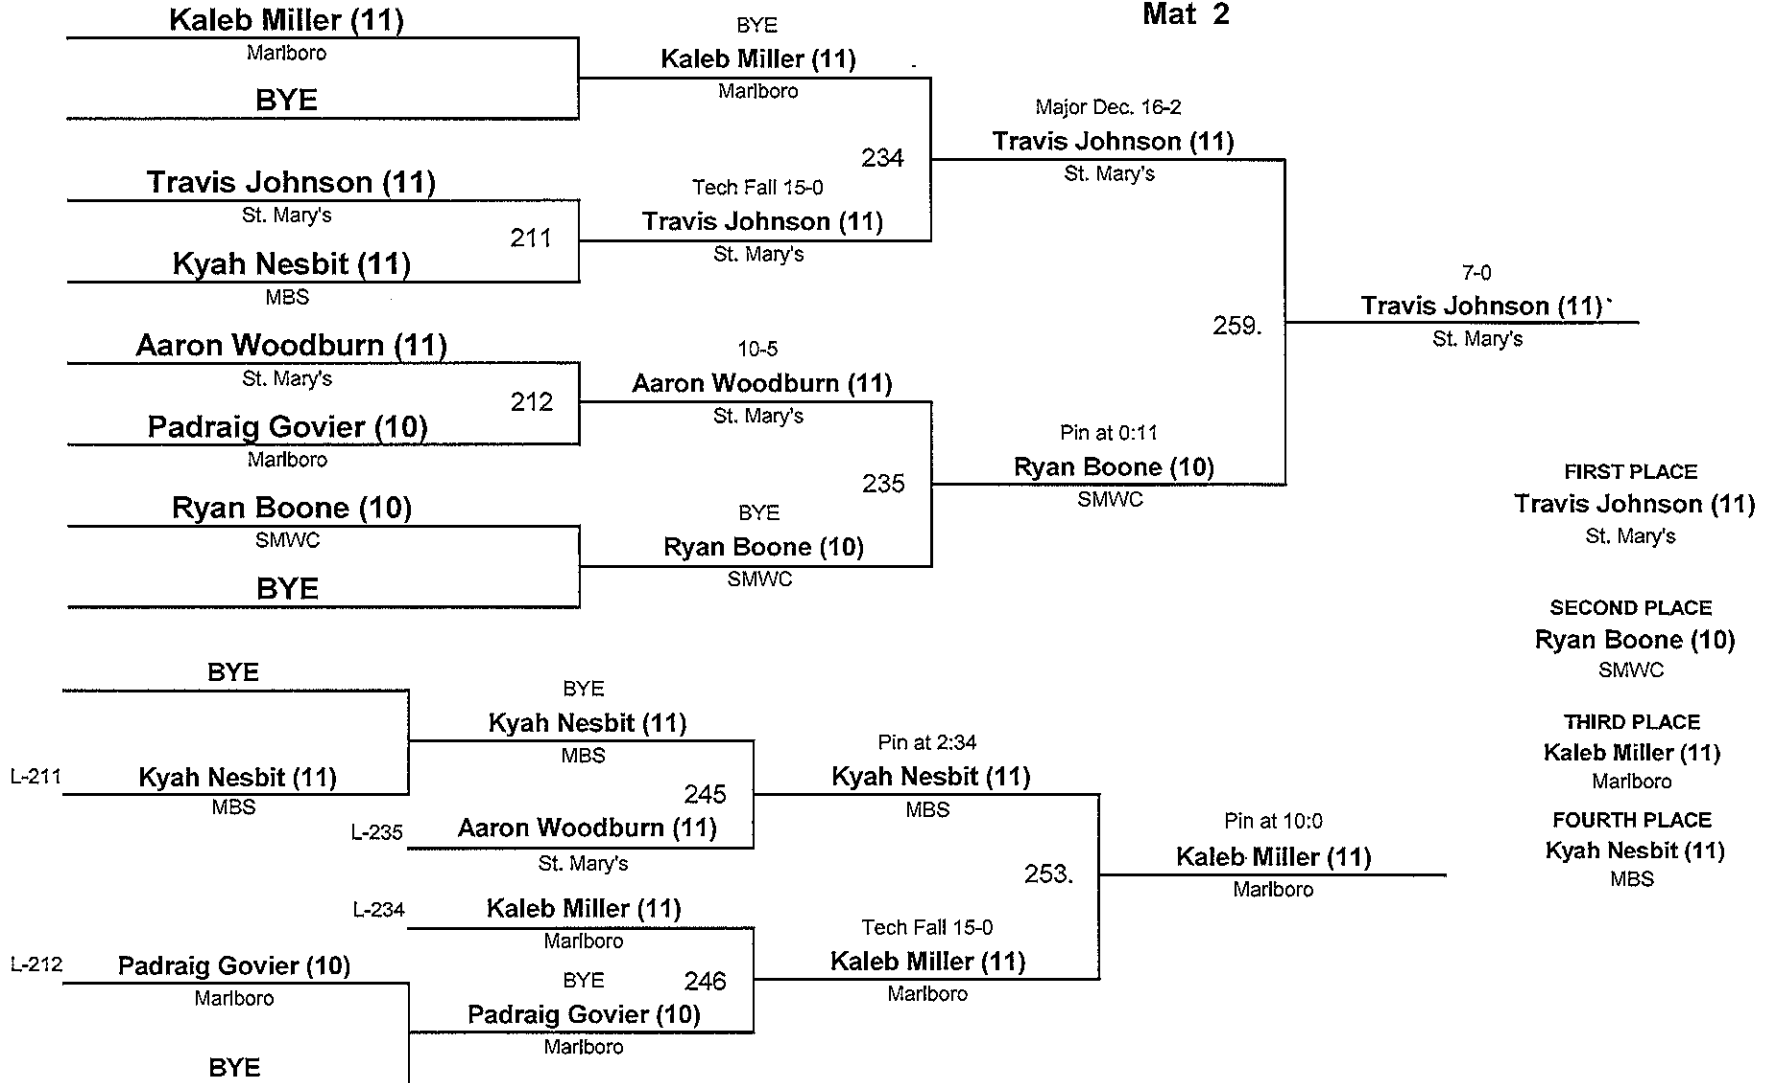 Mat 2
Kaleb Miller (11)
Marlboro
BYE
BYE
Kaleb Miller (11)
Marlboro
Travis Johnson (11)
St. Mary's
211
Kyah Nesbit (11)
MBS
Tech Fall 15-0
Travis Johnson (11)
St. Mary's
234
Major Dec. 16-2
Travis Johnson (11)
St. Mary's
Aaron Woodburn (11)
St. Mary's
212
Padraig Govier (10)
Marlboro
10-5
Aaron Woodburn (11)
St. Mary's
Ryan Boone (10)
SMWC
BYE
BYE
Ryan Boone (10)
SMWC
235
Pin at 0:11
Ryan Boone (10)
SMWC
259.
7-0
Travis Johnson (11)
St. Mary's
FIRST PLACE
Travis Johnson (11)
St. Mary's
SECOND PLACE
Ryan Boone (10)
SMWC
THIRD PLACE
Kaleb Miller (11)
Marlboro
FOURTH PLACE
Kyah Nesbit (11)
MBS
BYE
L-211
Kyah Nesbit (11)
MBS
BYE
Kyah Nesbit (11)
MBS
245
L-235
Aaron Woodburn (11)
St. Mary's
Pin at 2:34
Kyah Nesbit (11)
MBS
L-234
Kaleb Miller (11)
Marlboro
L-212
Padraig Govier (10)
Marlboro
BYE
BYE
246
Padraig Govier (10)
Marlboro
Tech Fall 15-0
Kaleb Miller (11)
Marlboro
253.
Pin at 10:0
Kaleb Miller (11)
Marlboro